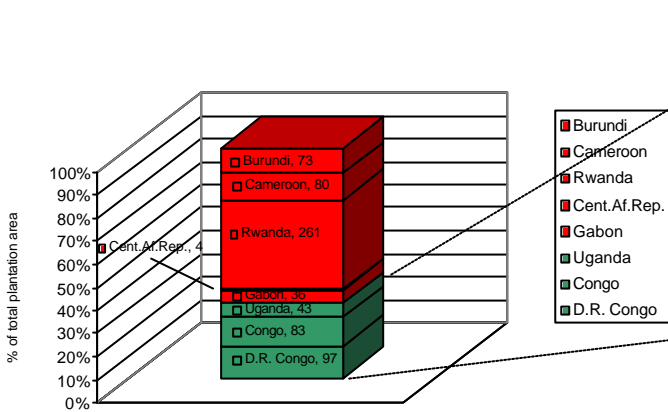 % of total plantation area
100%
90%
80%
70%
60%
50%
40%
30%
20%
10%
0%
Burundi, 73
Cameroon, 80
Rwanda, 261
Cent.Af.Rep., 4
Gabon, 36
Uganda, 43
Congo, 83
D.R. Congo, 97
Burundi
Cameroon
Rwanda
Cent.Af.Rep.
Gabon
Uganda
Congo
D.R. Congo